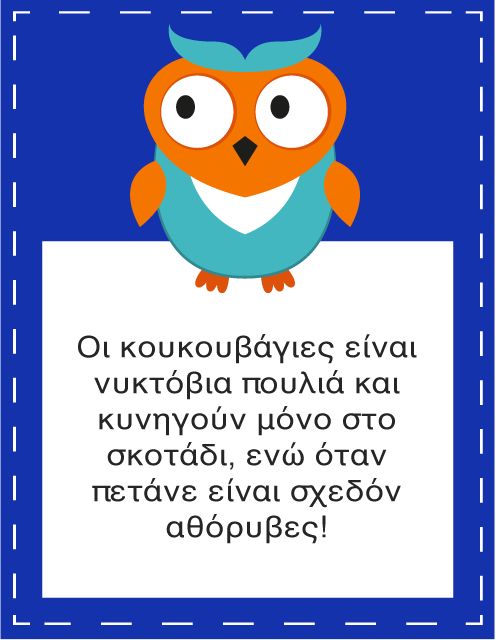 Οι κουκουβάγιες είναι
νυκτόβια πουλιά και
κυνηγούν μόνο στο
σκοτάδι, ενώ όταν
πετάνε είναι σχεδόν
αθόρυβες!